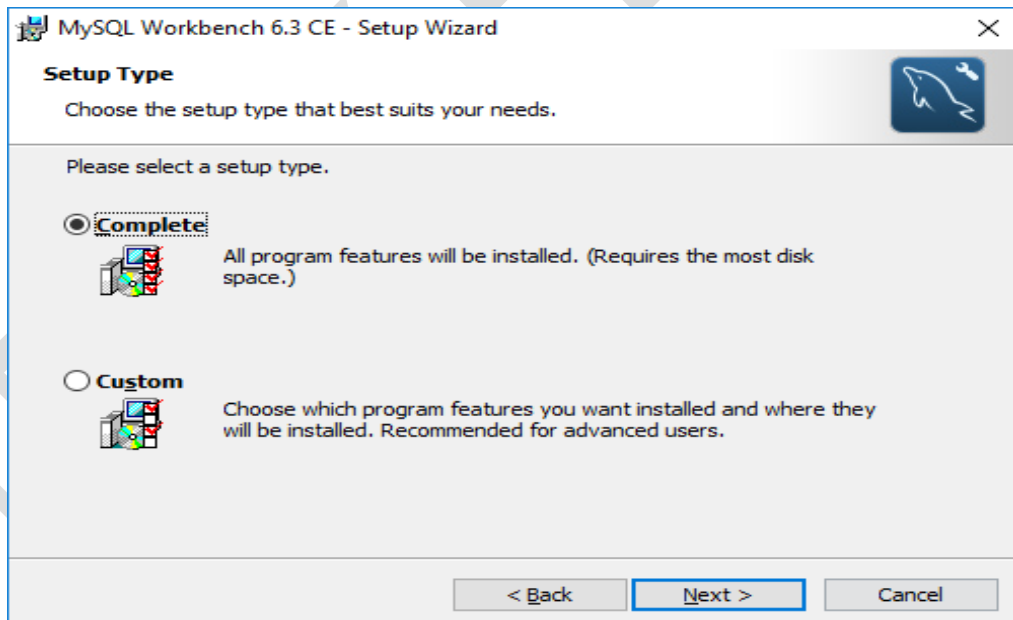 MySQL Workbench 6.3 CE - Setup Wizard
Setup Type
Choose the setup type that best suits your needs.
Please select a setup type.
Complete
All program features will be installed. (Requires the most disk
space.)
Custom
Choose which program features you want installed and where they
will be installed. Recommended for advanced users.
< Back
Next >
Cancel